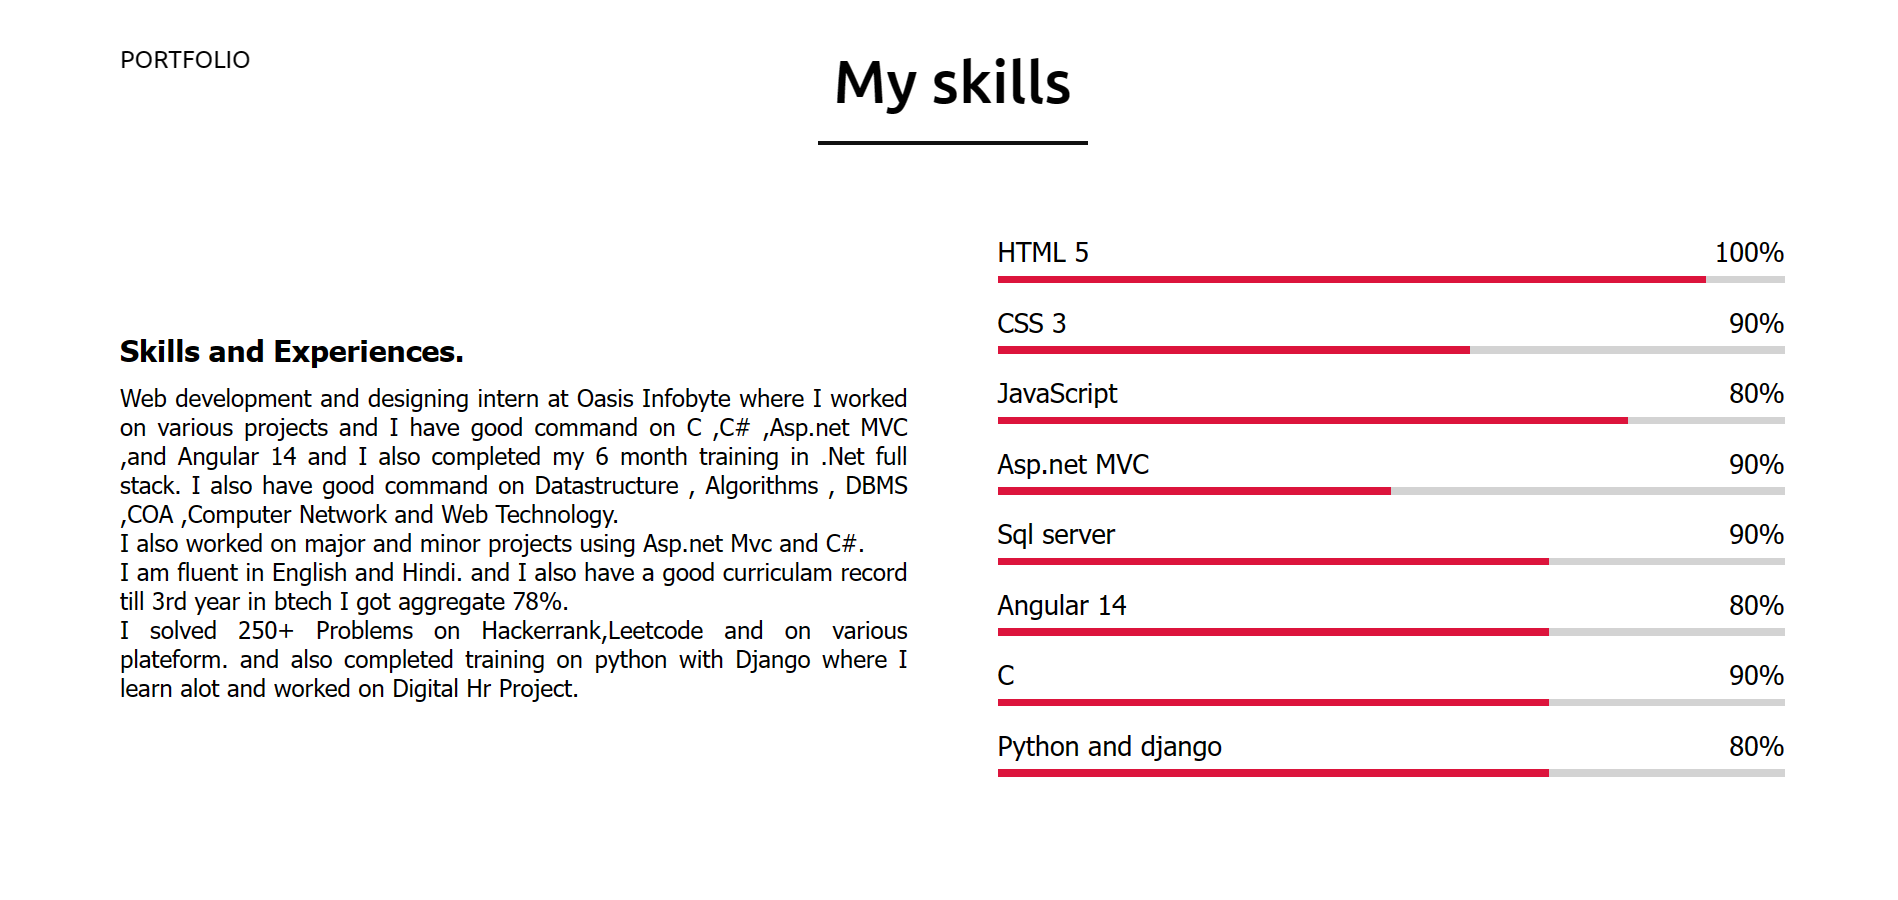 PORTFOLIO
My skills
Skills and Experiences.
Web development and designing intern at Oasis Infobyte where I worked
on various projects and I have good command on C ,C# ,Asp.net MVC
,and Angular 14 and I also completed my 6 month training in .Net full
stack. I also have good command on Datastructure , Algorithms , DBMS
,COA ,Computer Network and Web Technology.
I also worked on major and minor projects using Asp.net Mvc and C#.
I am fluent in English and Hindi. and I also have a good curriculam record
till 3rd year in btech I got aggregate 78%.
I solved 250+ Problems on Hackerrank,Leetcode and on various
plateform. and also completed training on python with Django where I
learn alot and worked on Digital Hr Project.
HTML 5 100%
CSS 3 90%
JavaScript 80%
Asp.net MVC 90%
Sql server 90%
Angular 14 80%
C 90%
Python and django 80%